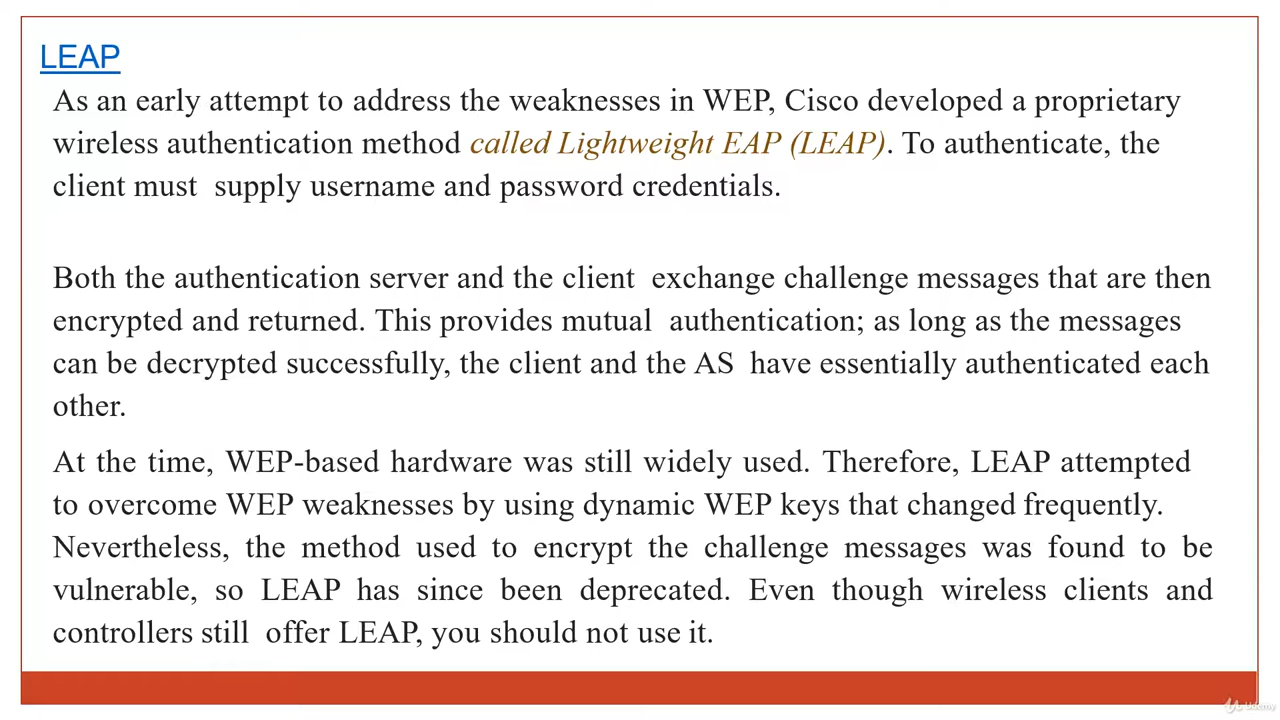 LEAP
As an early attempt to address the weaknesses in WEP, Cisco developed a proprietary
wireless authentication method called Lightweight EAP (LEAP). To authenticate, the
client must supply username and password credentials.
Both the authentication server and the client exchange challenge messages that are then
encrypted and returned. This provides mutual authentication; as long as the messages
can be decrypted successfully, the client and the AS have essentially authenticated each
other.
At the time, WEP-based hardware was still widely used. Therefore, LEAP attempted
to overcome WEP weaknesses by using dynamic WEP keys that changed frequently.
Nevertheless, the method used to encrypt the challenge messages was found to be
vulnerable, so LEAP has since been deprecated. Even though wireless clients and
controllers still offer LEAP, you should not use it.
Udemy